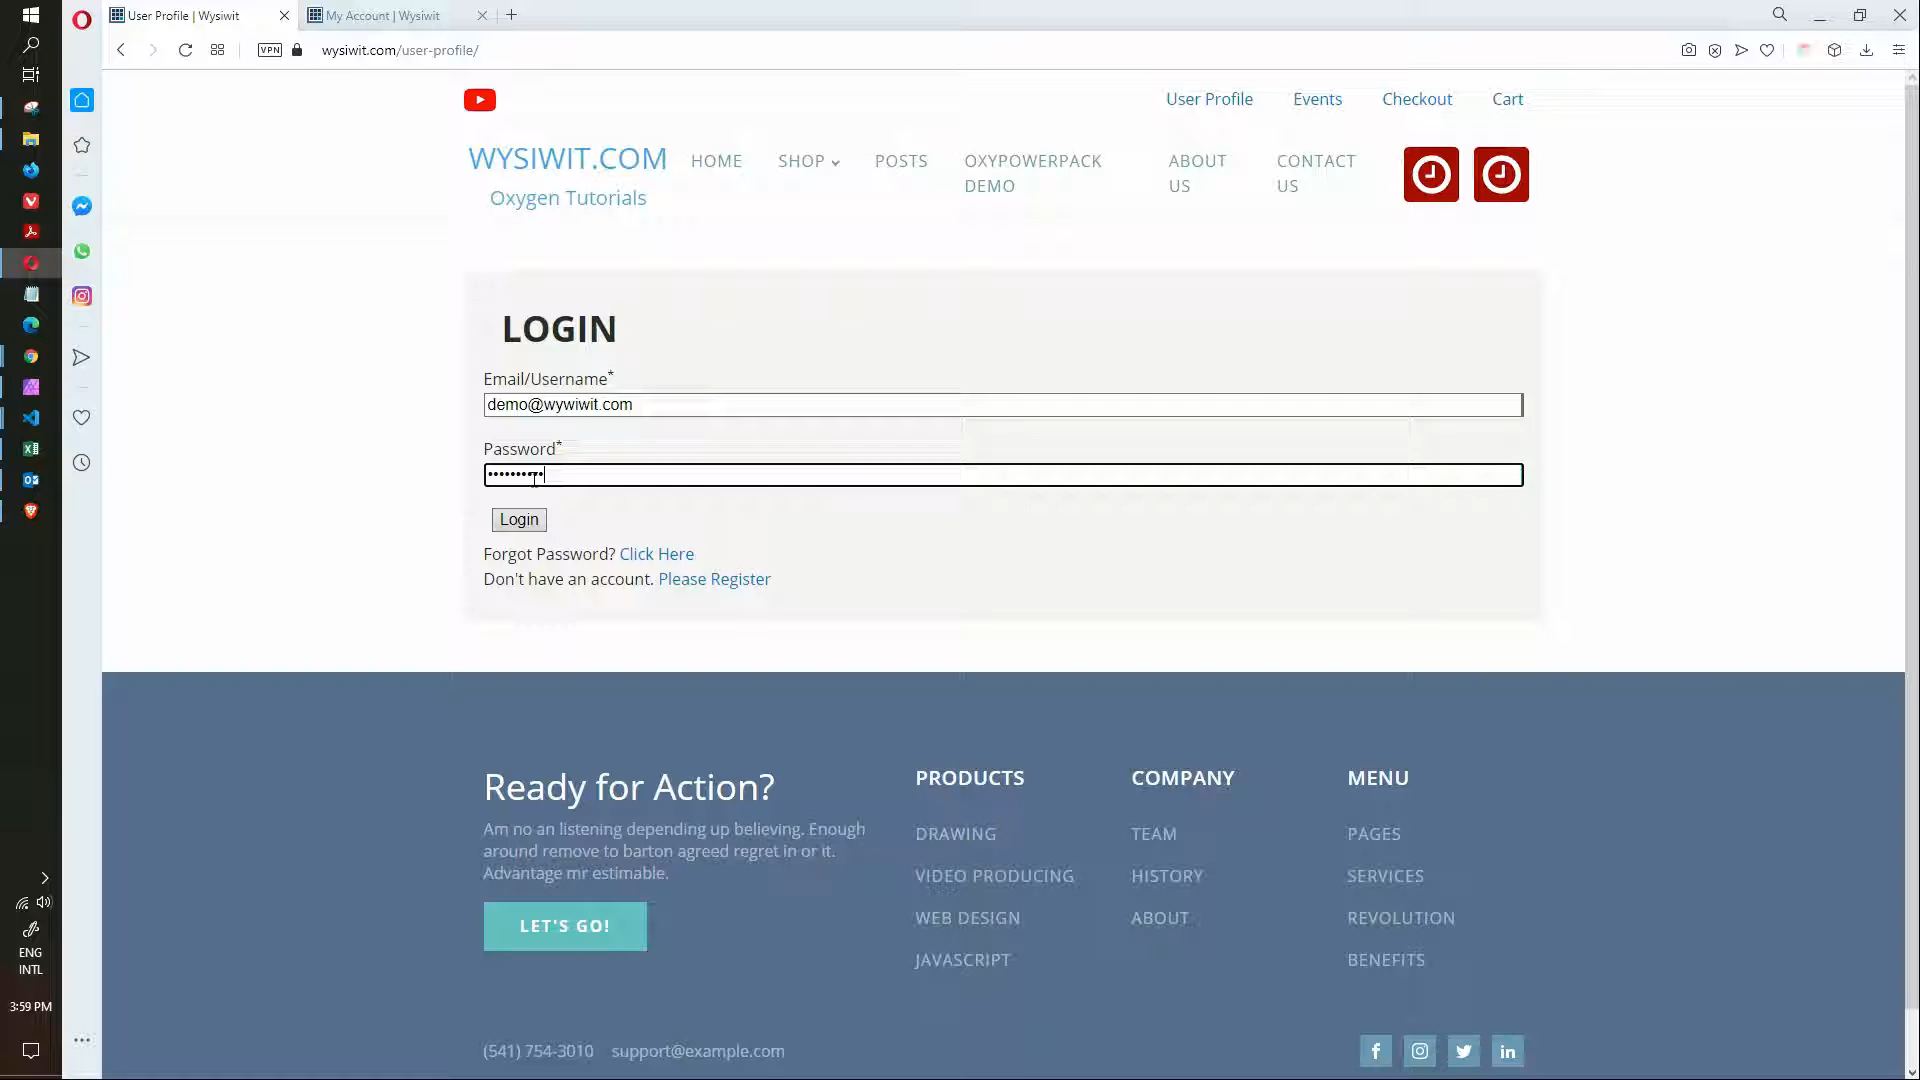 User Profile | Wysiwit
My Account | Wysiwit
VPN
wysiwit.com/user-profile/
User Profile
Events
Checkout
Cart
WYSIWIT.COM
Oxygen Tutorials
HOME
SHOP
POSTS
OXYPOWERPACK
DEMO
ABOUT
US
CONTACT
US
LOGIN
Email/Username*
demo@wywiwit.com
Password*
••••••••••
Login
Forgot Password? Click Here
Don't have an account. Please Register
Ready for Action?
Am no an listening depending up believing. Enough
around remove to barton agreed regret in or it.
Advantage mr estimable.
LET'S GO!
PRODUCTS
DRAWING
VIDEO PRODUCING
WEB DESIGN
JAVASCRIPT
COMPANY
TEAM
HISTORY
ABOUT
MENU
PAGES
SERVICES
REVOLUTION
BENEFITS
(541) 754-3010 support@example.com
ENG
INTL
3:59 PM